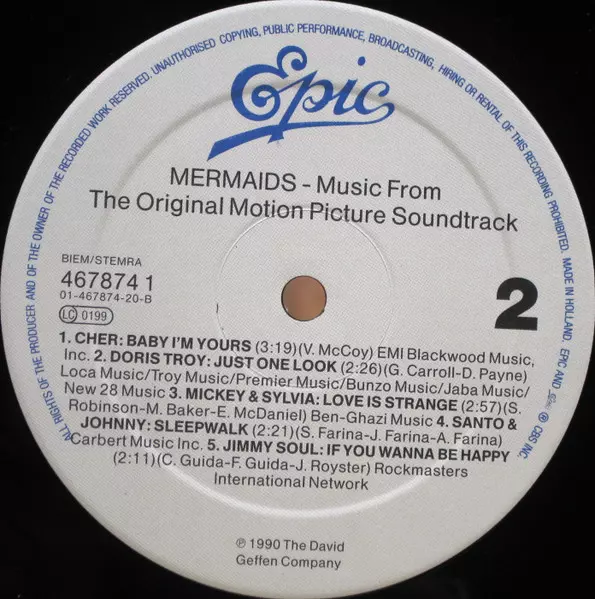 ALL RIGHTS OF THE PRODUCER AND OF THE OWNER OF THE RECORDED WORK RESERVED. UNAUTHORISED COPYING, PUBLIC PERFORMANCE, BROADCASTING, HIRING OR RENTAL OF THIS RECORDING PROHIBITED. MADE IN HOLLAND. EPIC AND
℗ CBS INC.
Epic
MERMAIDS - Music From
The Original Motion Picture Soundtrack
BIEM/STEMRA
467874 1
01-467874-20-B
LC 0199
2
1. CHER: BABY I'M YOURS (3:19)(V. McCoy) EMI Blackwood Music,
Inc. 2. DORIS TROY: JUST ONE LOOK (2:26)(G. Carroll-D. Payne)
Loca Music/Troy Music/Premier Music/Bunzo Music/Jaba Music/
New 28 Music 3. MICKEY & SYLVIA: LOVE IS STRANGE (2:57)(S.
Robinson-M. Baker-E. McDaniel) Ben-Ghazi Music 4. SANTO &
JOHNNY: SLEEPWALK (2:21)(S. Farina-J. Farina-A. Farina)
Carbert Music Inc. 5. JIMMY SOUL: IF YOU WANNA BE HAPPY
(2:11)(C. Guida-F. Guida-J. Royster) Rockmasters
International Network
℗ 1990 The David
Geffen Company